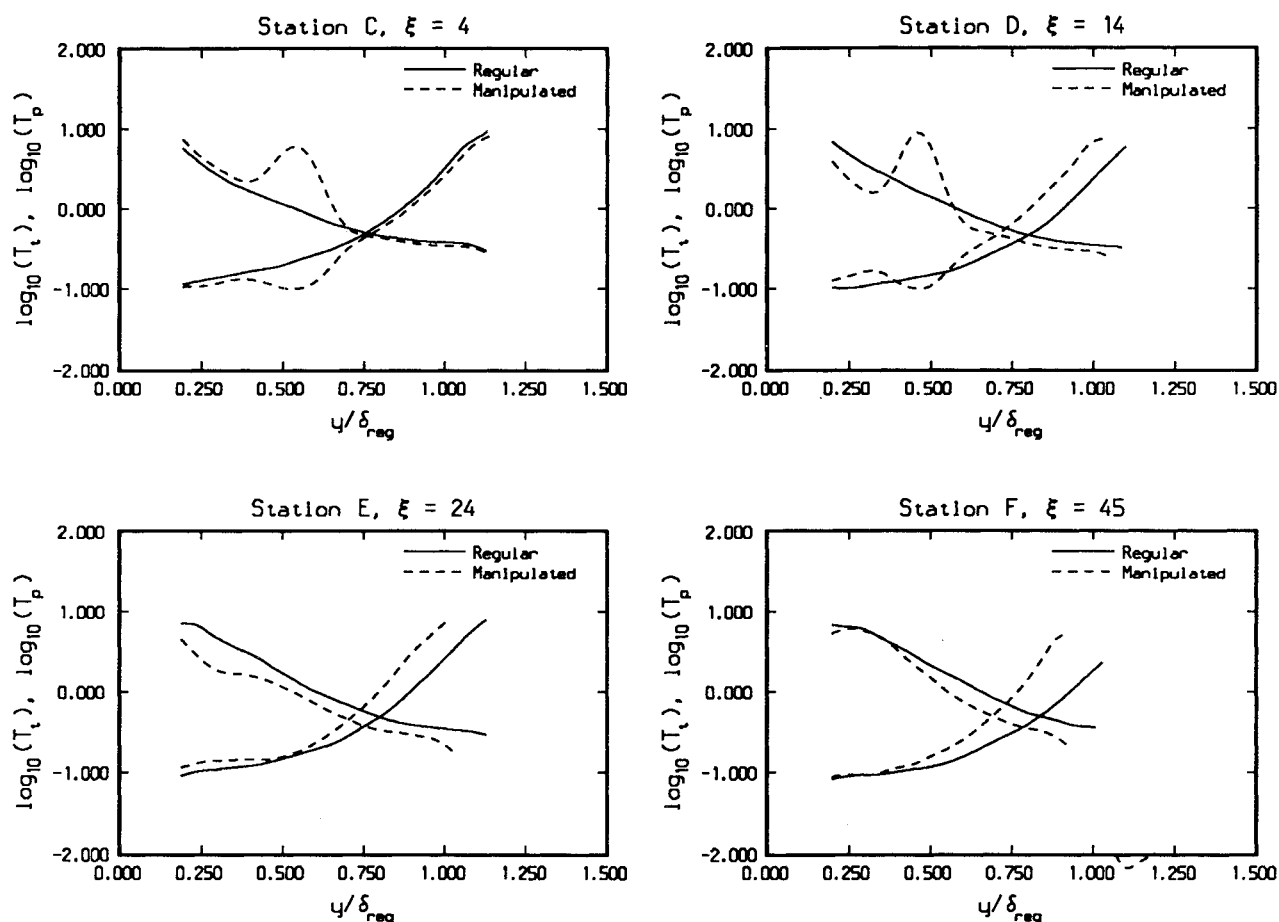 Station C, ξ = 4
2.000
1.000
0.000
-1.000
-2.000
log10(Tt), log10(Tp)
Regular
Manipulated
0.000 0.250 0.500 0.750 1.000 1.250 1.500
y/δreg
Station D, ξ = 14
2.000
1.000
0.000
-1.000
-2.000
log10(Tt), log10(Tp)
Regular
Manipulated
0.000 0.250 0.500 0.750 1.000 1.250 1.500
y/δreg
Station E, ξ = 24
2.000
1.000
0.000
-1.000
-2.000
log10(Tt), log10(Tp)
Regular
Manipulated
0.000 0.250 0.500 0.750 1.000 1.250 1.500
y/δreg
Station F, ξ = 45
2.000
1.000
0.000
-1.000
-2.000
log10(Tt), log10(Tp)
Regular
Manipulated
0.000 0.250 0.500 0.750 1.000 1.250 1.500
y/δreg